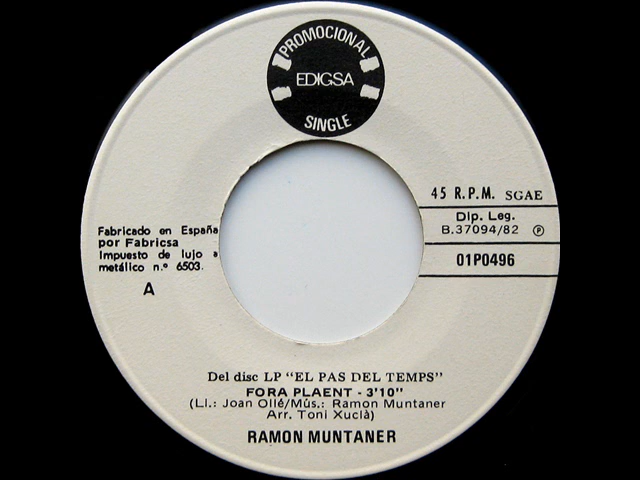 PROMOCIONAL
EDIGSA
SINGLE
45 R.P.M. SGAE
Dip. Leg.
B.37094/82 Ⓟ
01P0496
Fabricado en España
por Fabricsa
Impuesto de lujo a
metálico n.º 6503.
A
Del disc LP "EL PAS DEL TEMPS"
FORA PLAENT - 3'10"
(Ll.: Joan Ollé/Mús.: Ramon Muntaner
Arr. Toni Xuclà)
RAMON MUNTANER